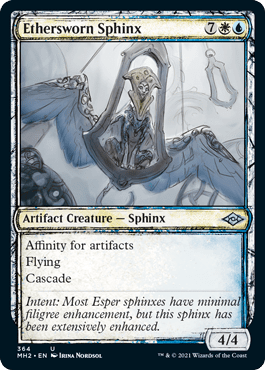 Ethersworn Sphinx 7
Artifact Creature — Sphinx
Affinity for artifacts
Flying
Cascade
Intent: Most Esper sphinxes have minimal
filigree enhancement, but this sphinx has
been extensively enhanced.
4/4
364 U
MH2 • EN Irina Nordsol
™ & © 2021 Wizards of the Coast